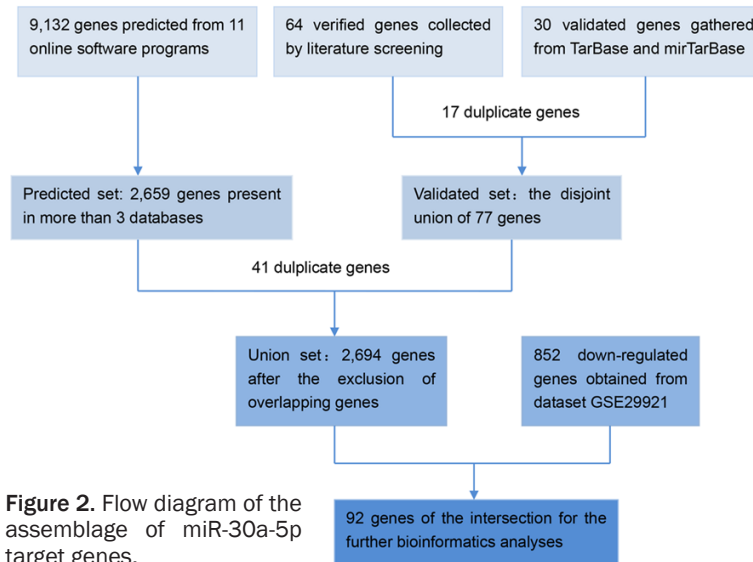 9,132 genes predicted from 11
online software programs
64 verified genes collected
by literature screening
30 validated genes gathered
from TarBase and mirTarBase
17 dulplicate genes
Predicted set: 2,659 genes present
in more than 3 databases
Validated set: the disjoint
union of 77 genes
41 dulplicate genes
Union set: 2,694 genes
after the exclusion of
overlapping genes
852 down-regulated
genes obtained from
dataset GSE29921
92 genes of the intersection for the
further bioinformatics analyses
Figure 2. Flow diagram of the
assemblage of miR-30a-5p
target genes.